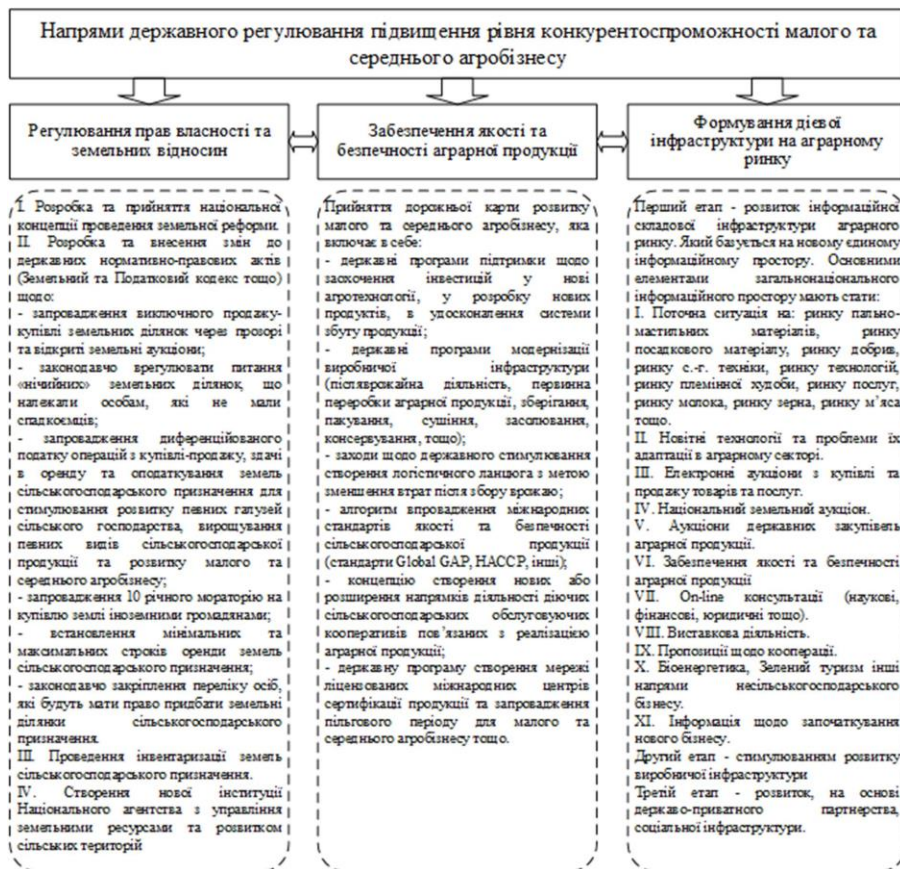 Напрями державного регулювання підвищення рівня конкурентоспроможності малого та
середнього агробізнесу
Регулювання прав власності та
земельних відносин
Забезпечення якості та
безпечності аграрної продукції
Формування дієвої
інфраструктури на аграрному
ринку
I. Розробка та прийняття національної
концепції проведення земельної реформи.
II. Розробка та внесення змін до
державних нормативно-правових актів
(Земельний та Податковий кодекс тощо)
щодо:
- запровадження виключного продажу-
купівлі земельних ділянок через прозорі
та відкриті земельні аукціони;
- законодавчо врегулювати питання
«нічийних» земельних ділянок, що
належали особам, які не мали
спадкоємців;
- запровадження диференційованого
податку операцій з купівлі-продажу, здачі
в оренду та оподаткування земель
сільськогосподарського призначення для
стимулювання розвитку певних галузей
сільського господарства, вирощування
певних видів сільськогосподарської
продукції та розвитку малого та
середнього агробізнесу;
- запровадження 10 річного мораторію на
купівлю землі іноземними громадянами;
- встановлення мінімальних та
максимальних строків оренди земель
сільськогосподарського призначення;
- законодавчо закріплення переліку осіб,
які будуть мати право придбати земельні
ділянки сільськогосподарського
призначення.
III. Проведення інвентаризації земель
сільськогосподарського призначення.
IV. Створення нової інституції
Національного агентства з управління
земельними ресурсами та розвитком
сільських територій
Прийняття дорожньої карти розвитку
малого та середнього агробізнесу, яка
включає в себе:
- державні програми підтримки щодо
заохочення інвестицій у нові
агротехнології, у розробку нових
продуктів, в удосконалення системи
збуту продукції;
- державні програми модернізації
виробничої інфраструктури
(післяврожайна діяльність, первинна
переробки аграрної продукції, зберігання,
пакування, сушіння, засолювання,
консервування, тощо);
- заходи щодо державного стимулювання
створення логістичного ланцюга з метою
зменшення втрат після збору врожаю;
- алгоритм впровадження міжнародних
стандартів якості та безпечності
сільськогосподарської продукції
(стандарти Global GAP, HACCP, інші);
- концепцію створення нових або
розширення напрямків діяльності діючих
сільськогосподарських обслуговуючих
кооперативів пов’язаних з реалізацією
аграрної продукції;
- державну програму створення мережі
ліцензованих міжнародних центрів
сертифікації продукції та запровадження
пільгового періоду для малого та
середнього агробізнесу тощо.
Перший етап - розвиток інформаційної
складової інфраструктури аграрного
ринку. Який базується на новому єдиному
інформаційному простору. Основними
елементами загальнонаціонального
інформаційного простору мають стати:
I. Поточна ситуація на: ринку пально-
мастильних матеріалів, ринку
посадкового матеріалу, ринку добрив,
ринку с.-г. техніки, ринку технологій,
ринку племінної худоби, ринку послуг,
ринку молока, ринку зерна, ринку м’яса
тощо.
II. Новітні технології та проблеми їх
адаптації в аграрному секторі.
III. Електронні аукціони з купівлі та
продажу товарів та послуг.
IV. Національний земельний аукціон.
V. Аукціони державних закупівель
аграрної продукції.
VI. Забезпечення якості та безпечності
аграрної продукції
VII. On-line консультації (наукові,
фінансові, юридичні тощо).
VIII. Виставкова діяльність.
IX. Пропозиції щодо кооперації.
X. Біоенергетика, Зелений туризм інші
напрями несільськогосподарського
бізнесу.
XI. Інформація щодо започаткування
нового бізнесу.
Другий етап - стимулюванням розвитку
виробничої інфраструктури
Третій етап - розвиток, на основі
державо-приватного партнерства,
соціальної інфраструктури.